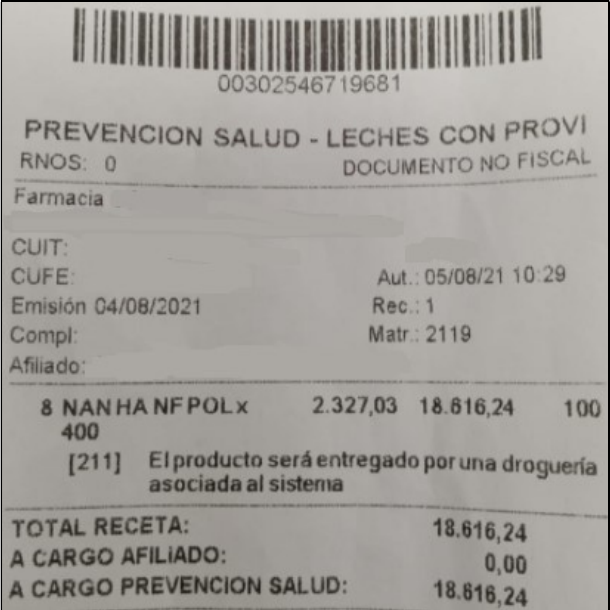 00302546719681
PREVENCION SALUD - LECHES CON PROVI
RNOS: 0 DOCUMENTO NO FISCAL
Farmacia
CUIT:
CUFE: Aut.: 05/08/21 10:29
Emisión 04/08/2021 Rec.: 1
Compl: Matr.: 2119
Afiliado:
8 NAN HA NF POL x 2.327,03 18.616,24 100
400
[211] El producto será entregado por una droguería
asociada al sistema
TOTAL RECETA: 18.616,24
A CARGO AFILIADO: 0,00
A CARGO PREVENCION SALUD: 18.616,24